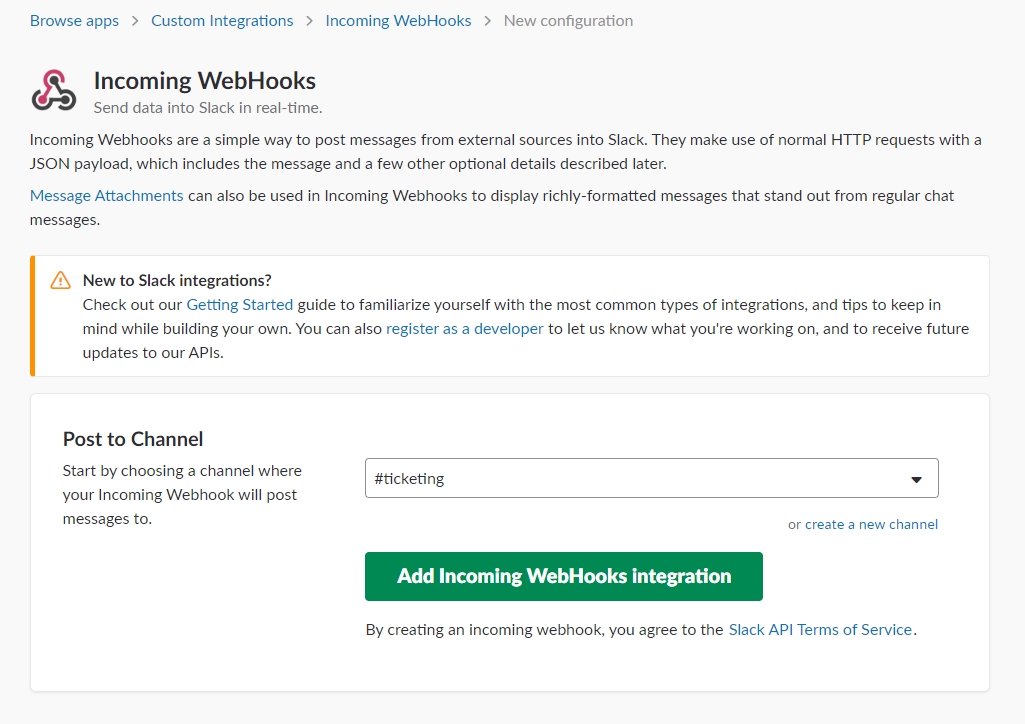 Browse apps > Custom Integrations > Incoming WebHooks > New configuration
Incoming WebHooks
Send data into Slack in real-time.
Incoming Webhooks are a simple way to post messages from external sources into Slack. They make use of normal HTTP requests with a
JSON payload, which includes the message and a few other optional details described later.
Message Attachments can also be used in Incoming Webhooks to display richly-formatted messages that stand out from regular chat
messages.
New to Slack integrations?
Check out our Getting Started guide to familiarize yourself with the most common types of integrations, and tips to keep in
mind while building your own. You can also register as a developer to let us know what you're working on, and to receive future
updates to our APIs.
Post to Channel
Start by choosing a channel where
your Incoming Webhook will post
messages to.
#ticketing
or create a new channel
Add Incoming WebHooks integration
By creating an incoming webhook, you agree to the Slack API Terms of Service.